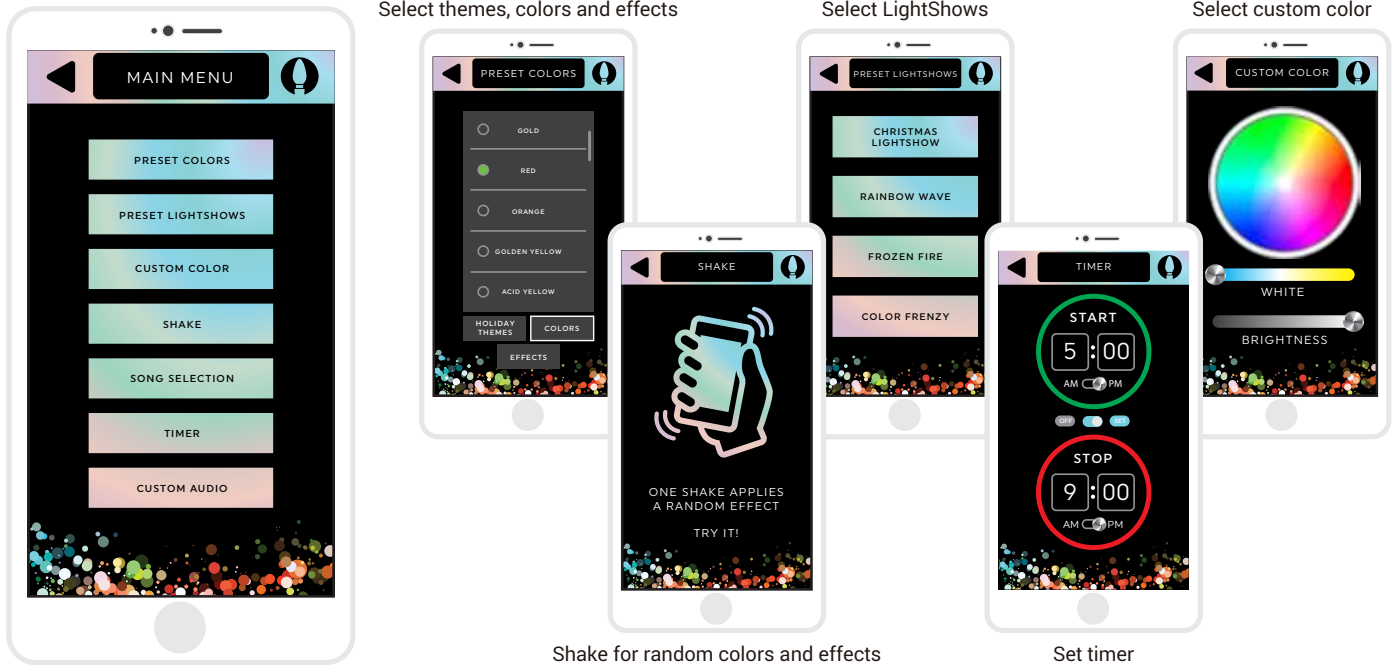 Select themes, colors and effects
Select LightShows
Select custom color
MAIN MENU
PRESET COLORS
PRESET LIGHTSHOWS
CUSTOM COLOR
SHAKE
SONG SELECTION
TIMER
CUSTOM AUDIO
PRESET COLORS
GOLD
RED
ORANGE
GOLDEN YELLOW
ACID YELLOW
HOLIDAY
THEMES
COLORS
EFFECTS
SHAKE
ONE SHAKE APPLIES
A RANDOM EFFECT
TRY IT!
PRESET LIGHTSHOWS
CHRISTMAS
LIGHTSHOW
RAINBOW WAVE
FROZEN FIRE
COLOR FRENZY
TIMER
START
5:00
AM PM
OFF SET
STOP
9:00
AM PM
CUSTOM COLOR
WHITE
BRIGHTNESS
Shake for random colors and effects
Set timer